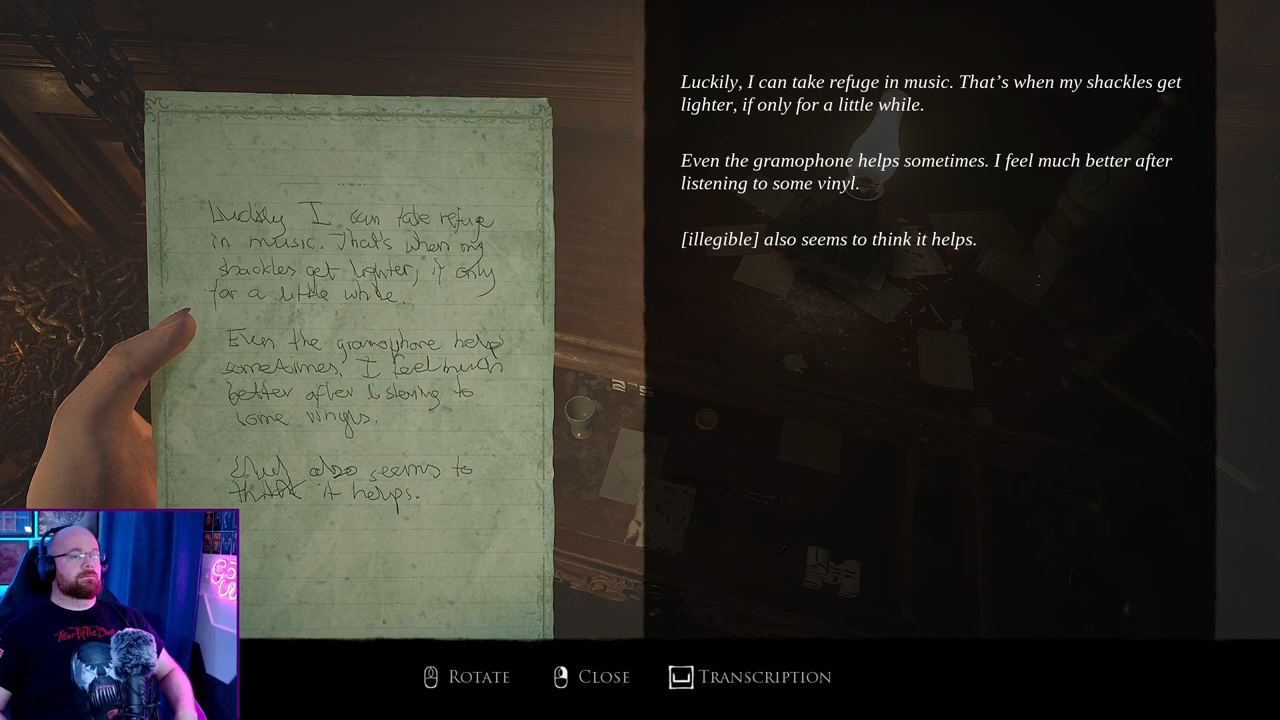 Luckily I can take refuge
in music. That's when my
shackles get lighter, if only
for a little while.
Even the gramophone helps
sometimes. I feel much
better after listening to
some vinyls.
also seems to
think it helps.
Luckily, I can take refuge in music. That’s when my shackles get
lighter, if only for a little while.
Even the gramophone helps sometimes. I feel much better after
listening to some vinyl.
[illegible] also seems to think it helps.
ROTATE
CLOSE
TRANSCRIPTION